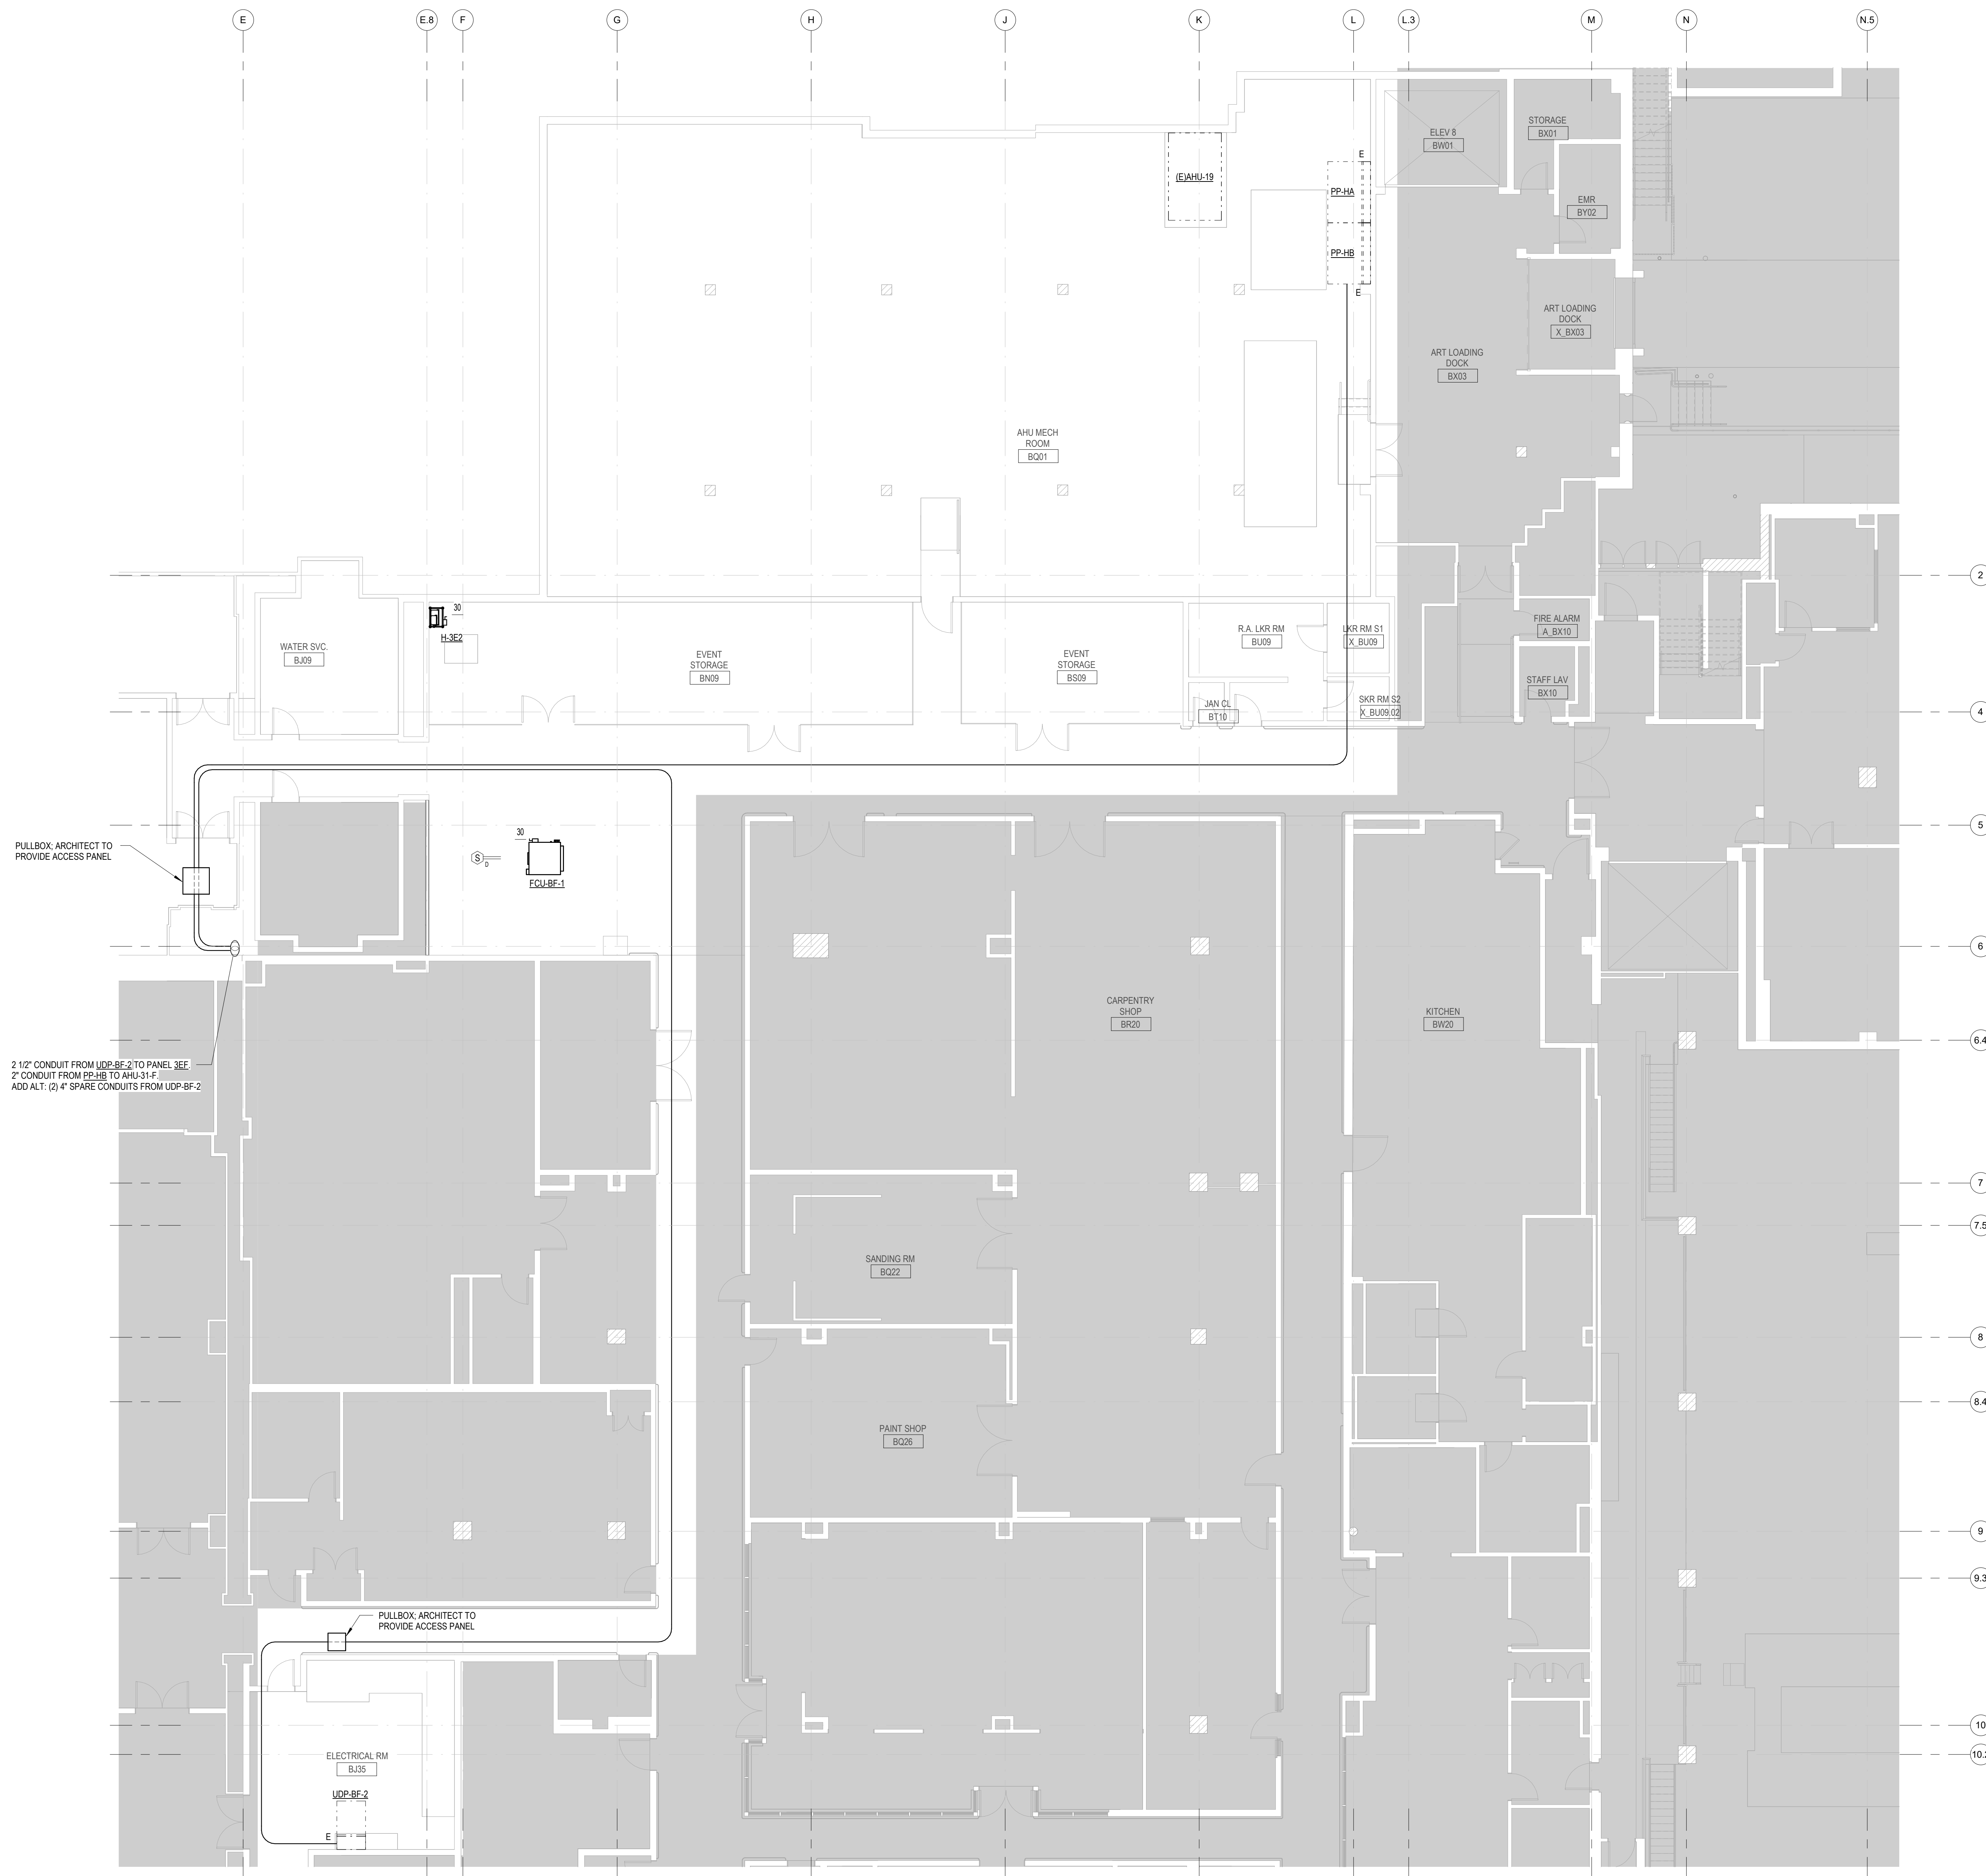 E
E.8
F
G
H
J
K
L
L.3
M
N
N.5
STORAGE
BX01
ELEV 8
BW01
E
(E)AHU-19
PP-HA
EMR
BY02
PP-HB
E
ART LOADING
DOCK
X_BX03
ART LOADING
DOCK
BX03
AHU MECH
ROOM
BQ01
2
30
H-3E2
WATER SVC.
BJ09
EVENT
STORAGE
BN09
EVENT
STORAGE
BS09
R.A. LKR RM
BU09
LKR RM S1
X_BU09
FIRE ALARM
A_BX10
STAFF LAV
BX10
JAN CL
BT10
SKR RM S2
X_BU09.02
4
5
PULLBOX; ARCHITECT TO
PROVIDE ACCESS PANEL
30
S
D
FCU-BF-1
6
CARPENTRY
SHOP
BR20
KITCHEN
BW20
6.4
2 1/2" CONDUIT FROM UDP-BF-2 TO PANEL 3EF.
2" CONDUIT FROM PP-HB TO AHU-31-F.
ADD ALT: (2) 4" SPARE CONDUITS FROM UDP-BF-2
7
7.5
SANDING RM
BQ22
8
8.4
PAINT SHOP
BQ26
9
9.3
PULLBOX; ARCHITECT TO
PROVIDE ACCESS PANEL
10
10.2
ELECTRICAL RM
BJ35
UDP-BF-2
E